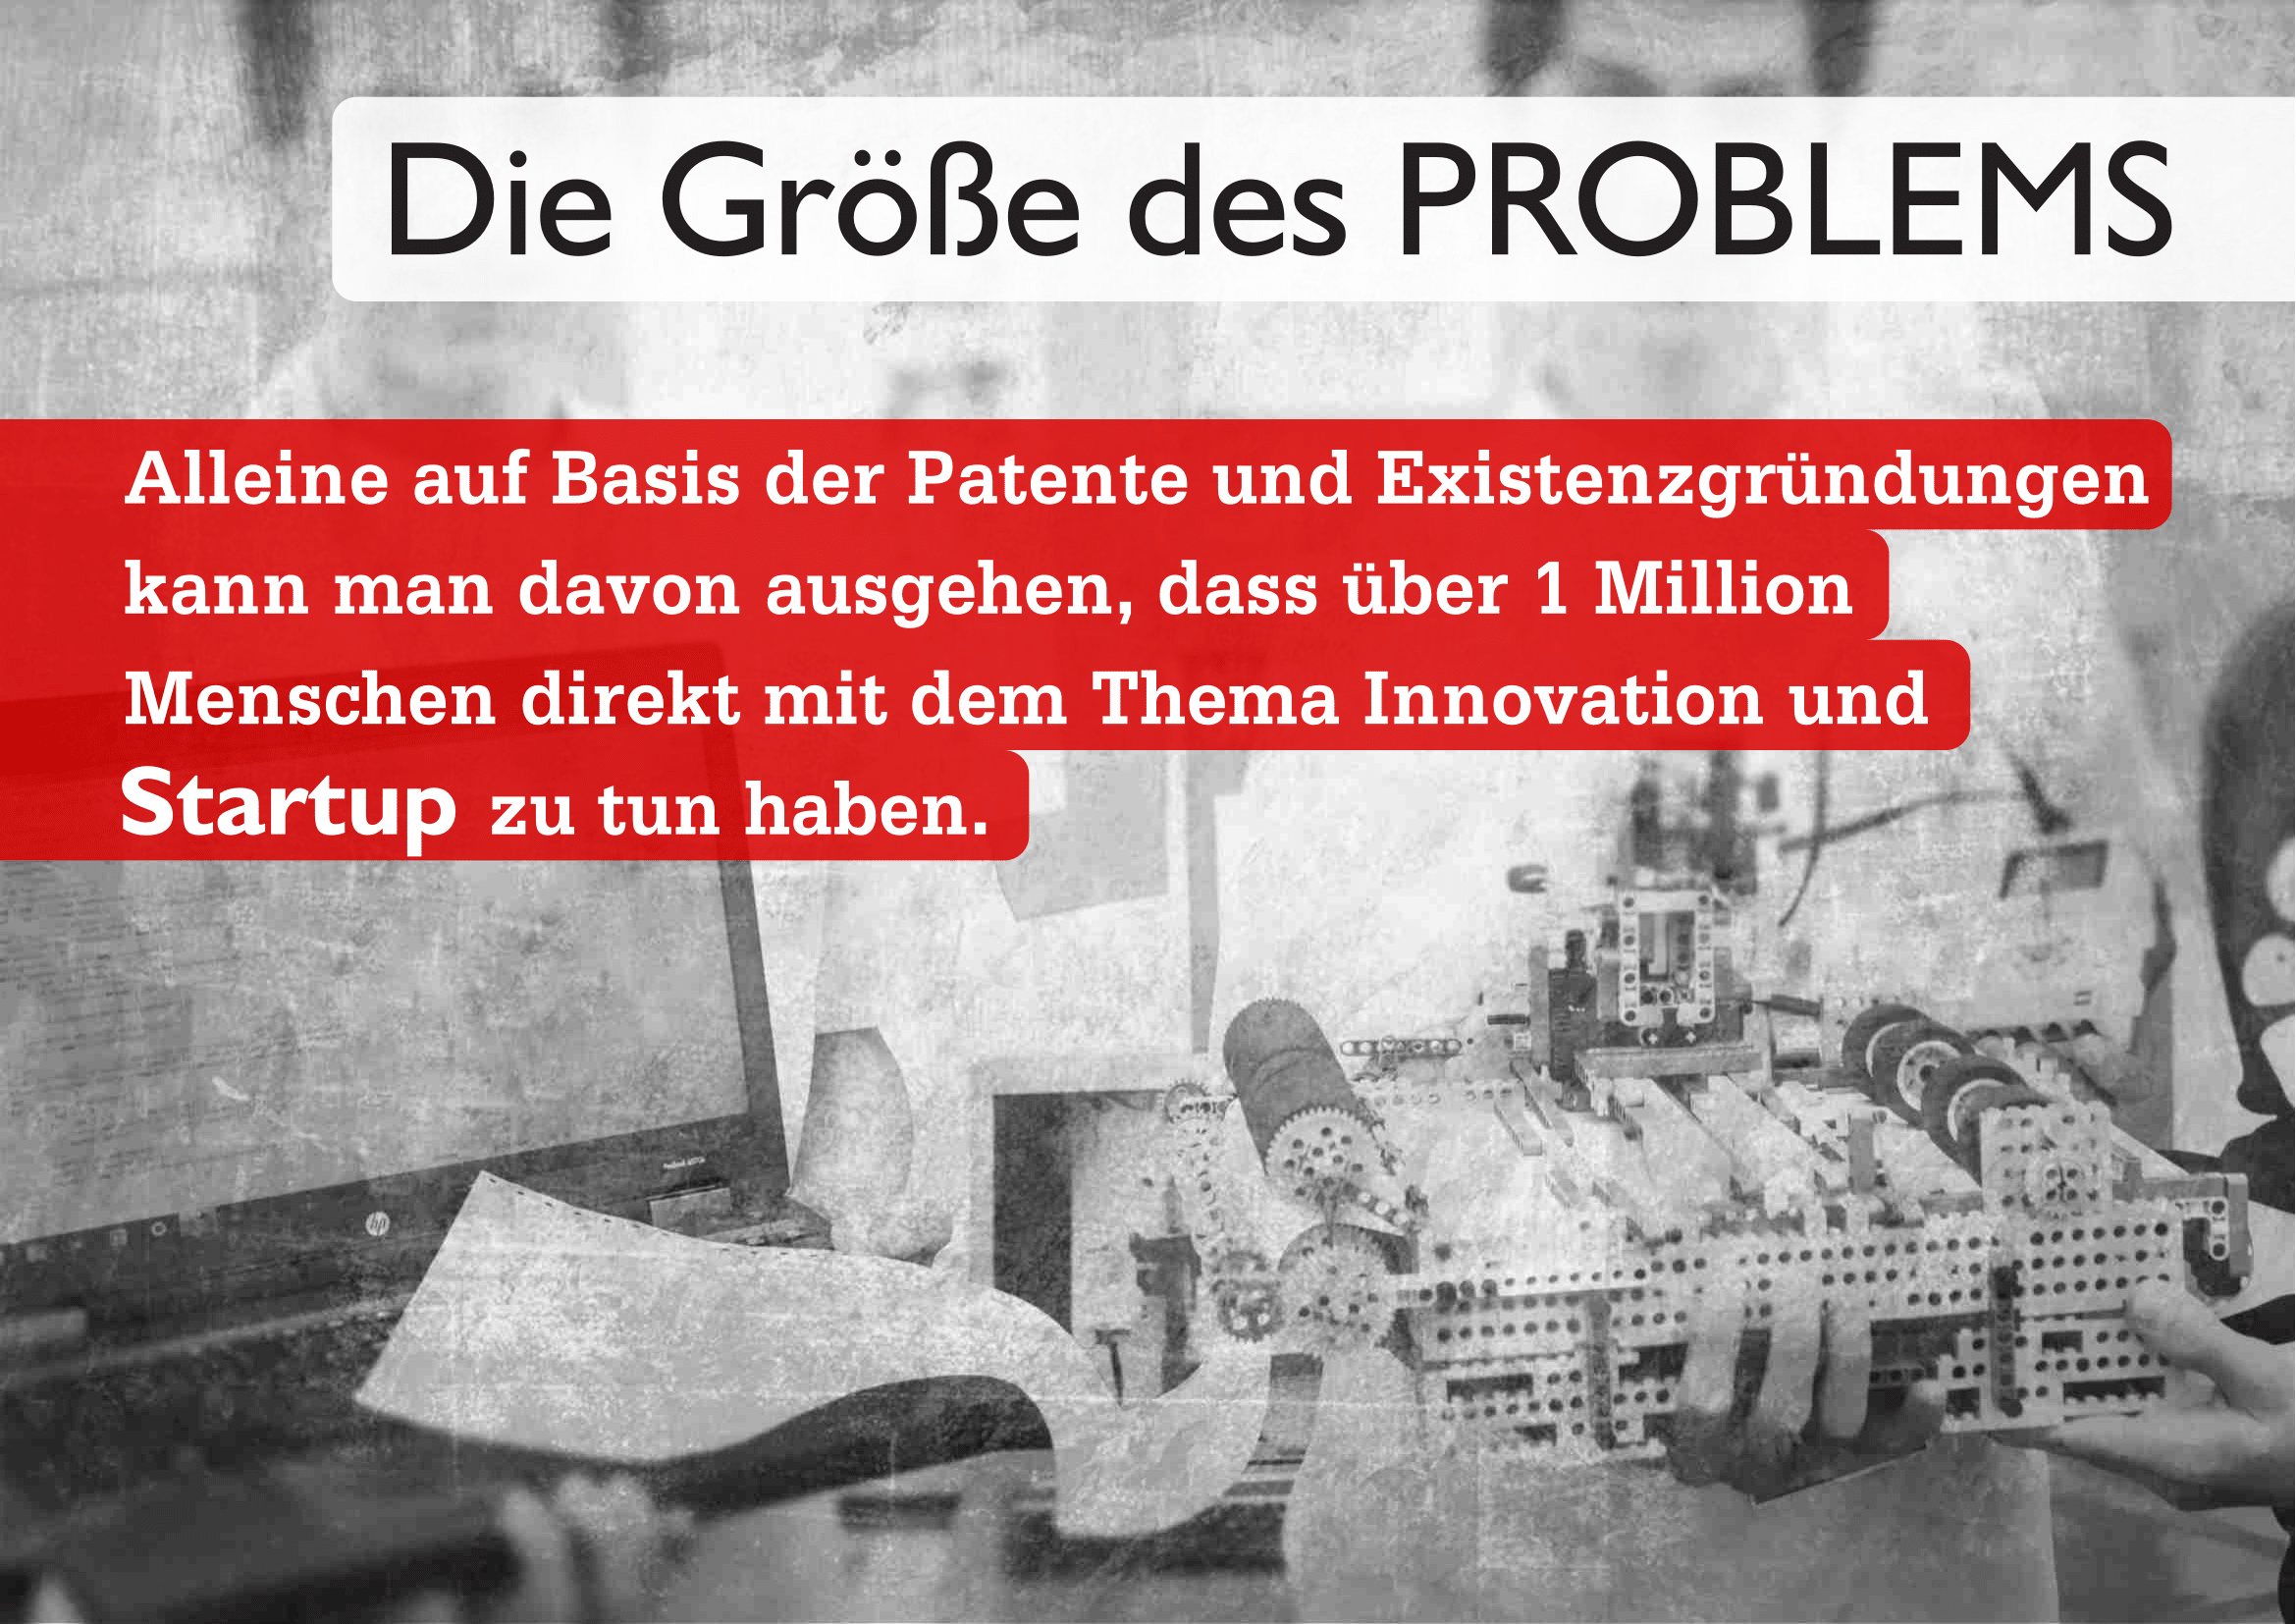 Die Größe des PROBLEMS
Alleine auf Basis der Patente und Existenzgründungen
kann man davon ausgehen, dass über 1 Million
Menschen direkt mit dem Thema Innovation und
Startup zu tun haben.
hp